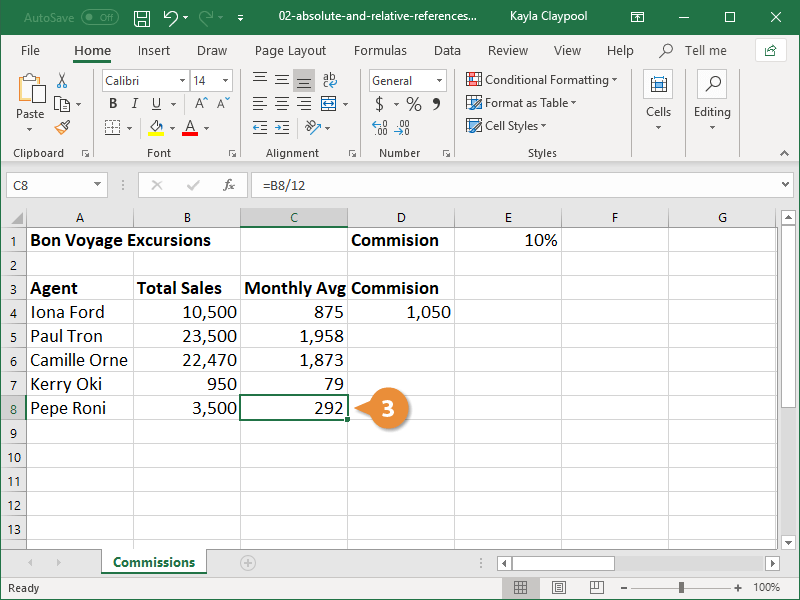 AutoSave Off 02-absolute-and-relative-references... Kayla Claypool
File Home Insert Draw Page Layout Formulas Data Review View Help Tell me
Paste
Clipboard
Calibri 14
B I U A A
A
Font
ab
Alignment
General
$ % ,
Number
Conditional Formatting
Format as Table
Cell Styles
Styles
Cells
Editing
C8 fx =B8/12
A B C D E F G
1 Bon Voyage Excursions Commision 10%
2
3 Agent Total Sales Monthly Avg Commision
4 Iona Ford 10,500 875 1,050
5 Paul Tron 23,500 1,958
6 Camille Orne 22,470 1,873
7 Kerry Oki 950 79
8 Pepe Roni 3,500 292 3
9
10
11
12
13
Commissions
Ready 100%